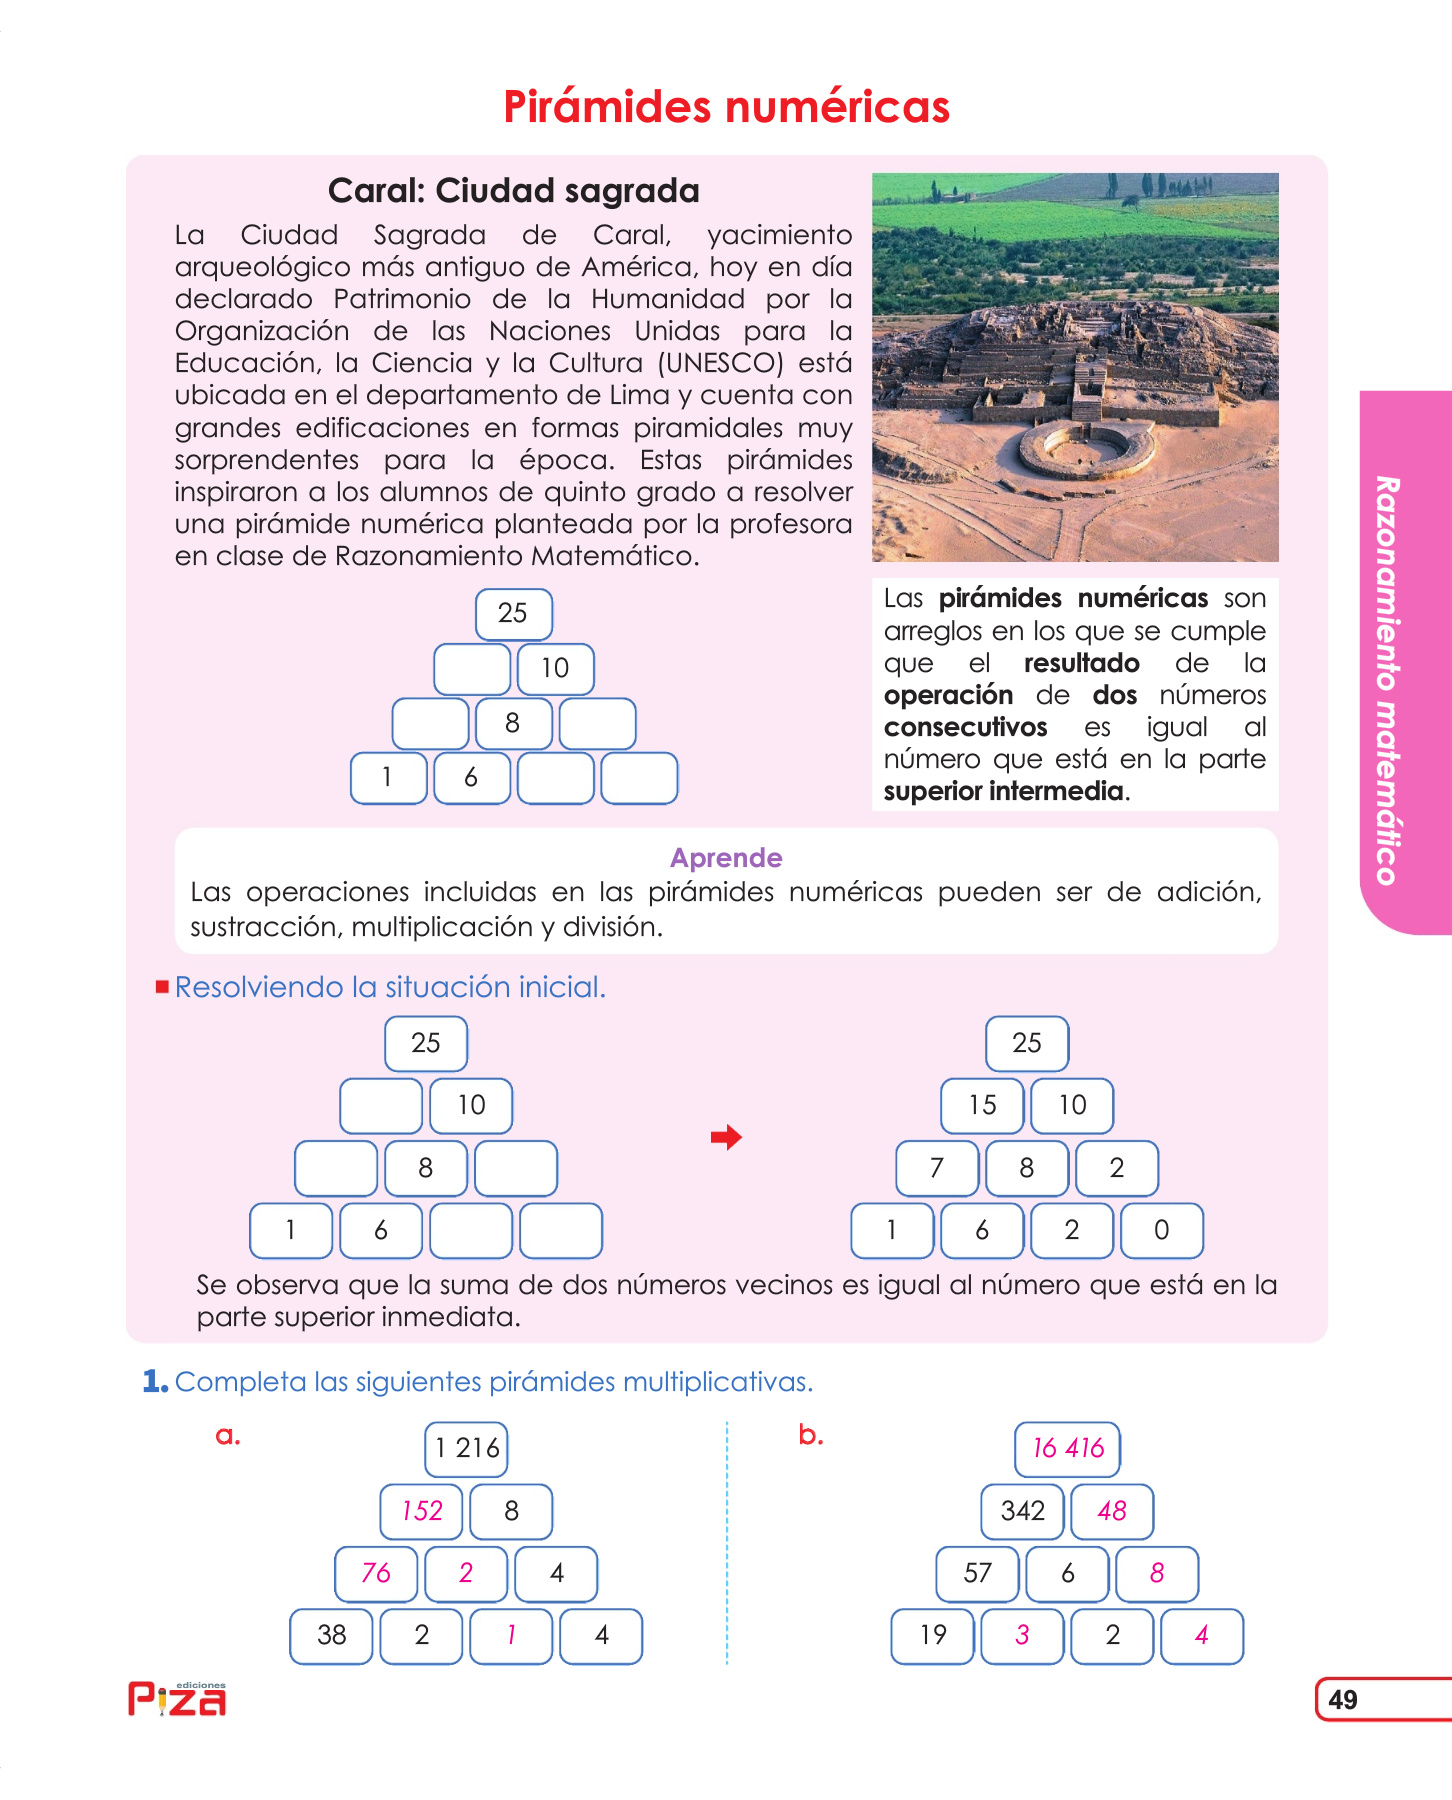 Pirámides numéricas
Caral: Ciudad sagrada
La Ciudad Sagrada de Caral, yacimiento
arqueológico más antiguo de América, hoy en día
declarado Patrimonio de la Humanidad por la
Organización de las Naciones Unidas para la
Educación, la Ciencia y la Cultura (UNESCO) está
ubicada en el departamento de Lima y cuenta con
grandes edificaciones en formas piramidales muy
sorprendentes para la época. Estas pirámides
inspiraron a los alumnos de quinto grado a resolver
una pirámide numérica planteada por la profesora
en clase de Razonamiento Matemático.
25
10
8
1 6
Las pirámides numéricas son
arreglos en los que se cumple
que el resultado de la
operación de dos números
consecutivos es igual al
número que está en la parte
superior intermedia.
Aprende
Las operaciones incluidas en las pirámides numéricas pueden ser de adición,
sustracción, multiplicación y división.
Resolviendo la situación inicial.
25
10
8
1 6
25
15 10
7 8 2
1 6 2 0
Se observa que la suma de dos números vecinos es igual al número que está en la
parte superior inmediata.
1. Completa las siguientes pirámides multiplicativas.
a.
1 216
152 8
76 2 4
38 2 1 4
b.
16 416
342 48
57 6 8
19 3 2 4
Razonamiento matemático
ediciones
Piza
49